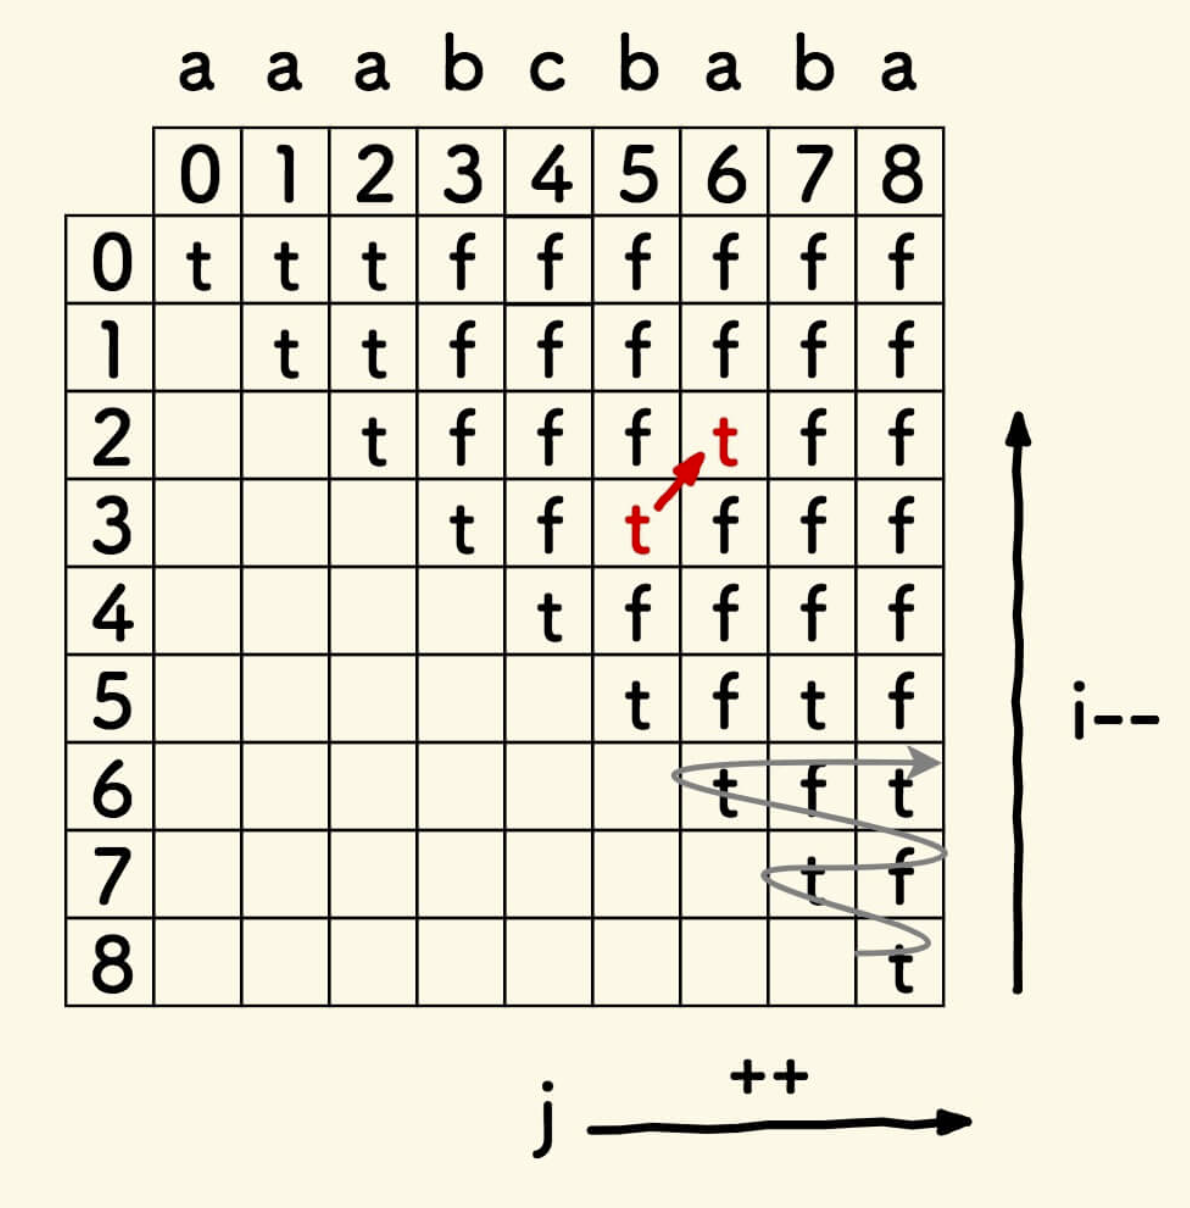 a a a b c b a b a
0 1 2 3 4 5 6 7 8
0 t t t f f f f f f
1 t t f f f f f f
2 t f f f t f f
3 t f t f f f
4 t f f f f
5 t f t f
6 t f t
7 t f
8 t
i--
++
j